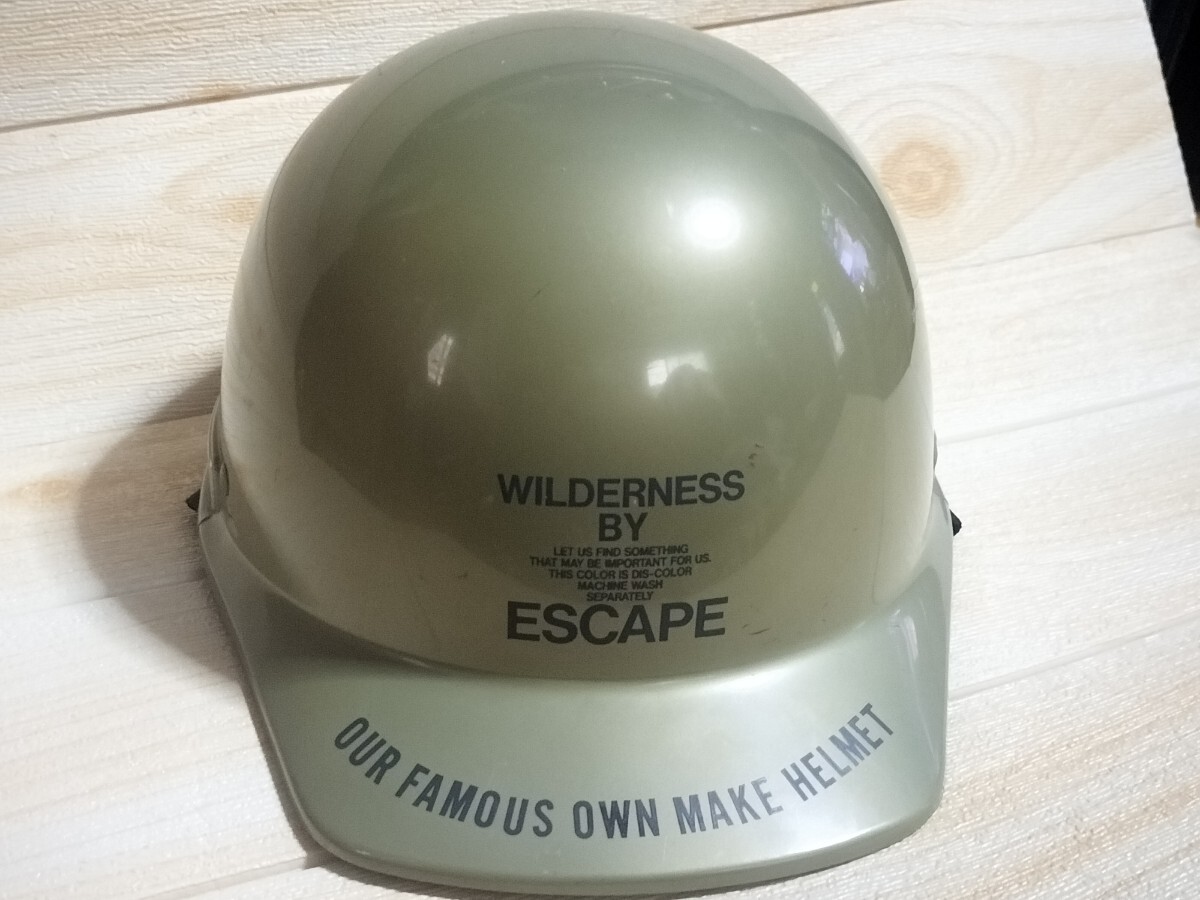 WILDERNESS
BY
LET US FIND SOMETHING
THAT MAY BE IMPORTANT FOR US.
THIS COLOR IS DIS-COLOR
MACHINE WASH
SEPARATELY
ESCAPE
OUR FAMOUS OWN MAKE HELMET